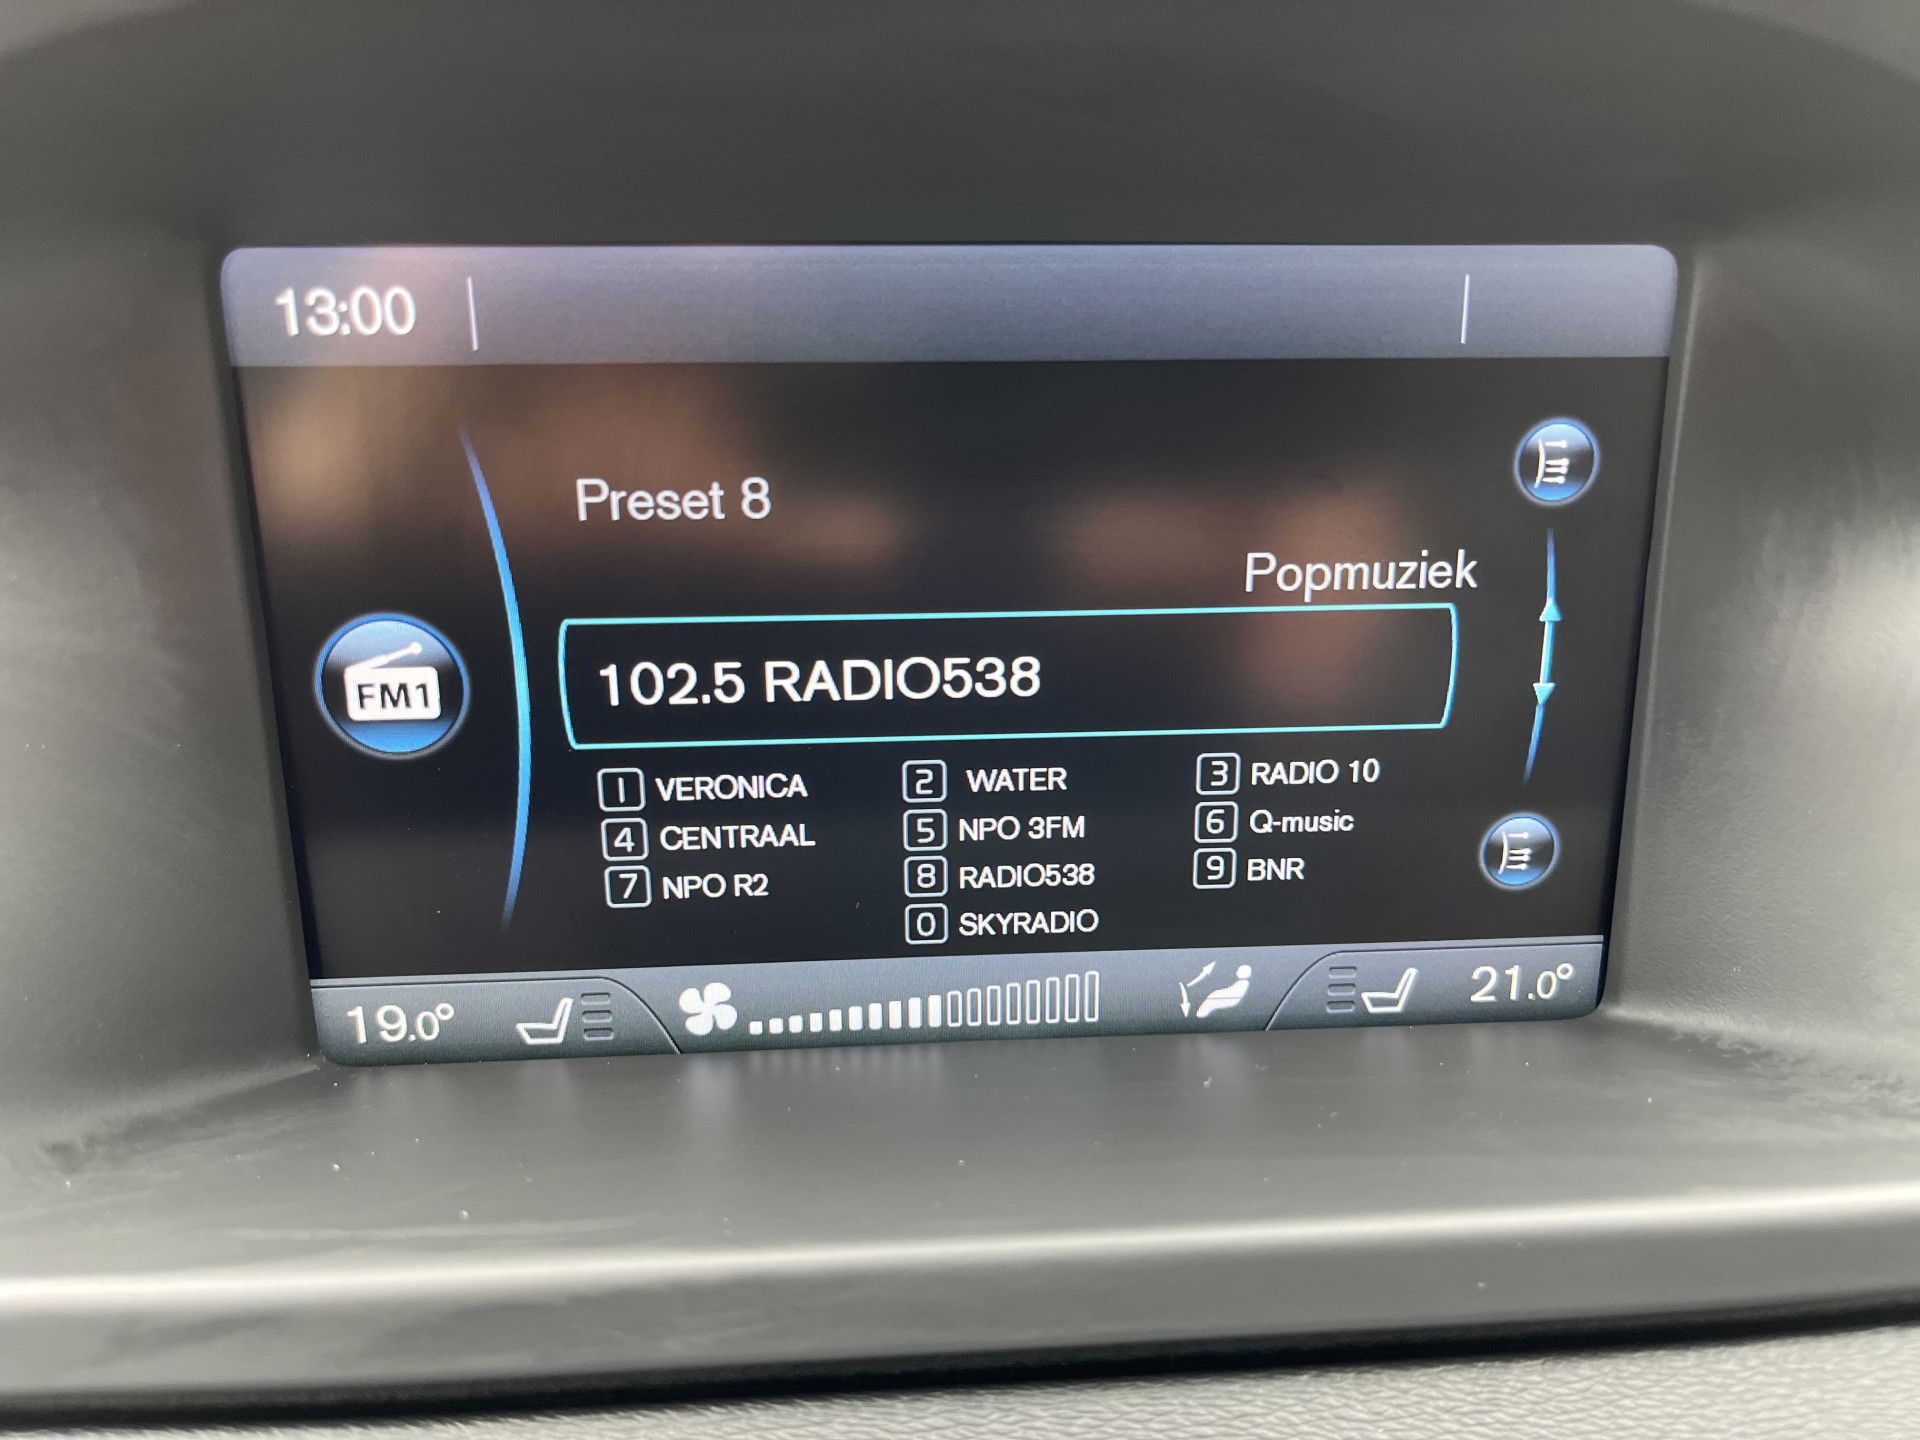 13:00
Preset 8
Popmuziek
FM1
102.5 RADIO538
1 VERONICA 2 WATER 3 RADIO 10
4 CENTRAAL 5 NPO 3FM 6 Q-music
7 NPO R2 8 RADIO538 9 BNR
0 SKYRADIO
19.0° 21.0°